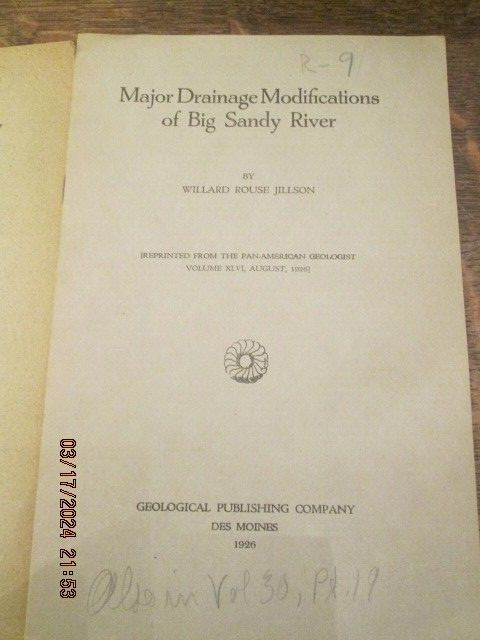 R-9
Major Drainage Modifications
of Big Sandy River
BY
WILLARD ROUSE JILLSON
[REPRINTED FROM THE PAN-AMERICAN GEOLOGIST
VOLUME XLVI, AUGUST, 1926]
GEOLOGICAL PUBLISHING COMPANY
DES MOINES
1926
Also in Vol 30, Pt. 19
03/17/2024 21:53